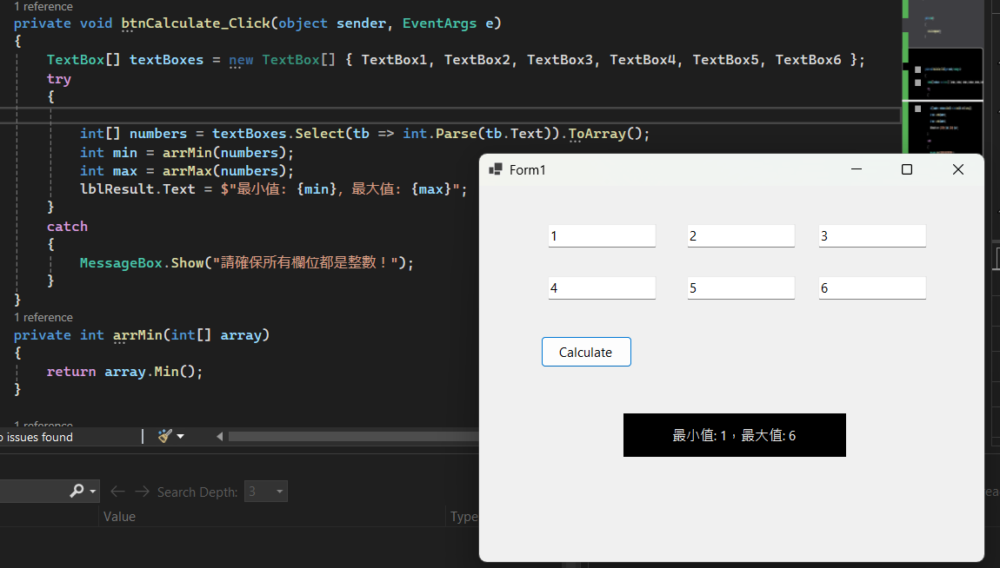 1 reference
private void btnCalculate_Click(object sender, EventArgs e)
{
TextBox[] textBoxes = new TextBox[] { TextBox1, TextBox2, TextBox3, TextBox4, TextBox5, TextBox6 };
try
{
int[] numbers = textBoxes.Select(tb => int.Parse(tb.Text)).ToArray();
int min = arrMin(numbers);
int max = arrMax(numbers);
lblResult.Text = $"最小值: {min}, 最大值: {max}";
}
catch
{
MessageBox.Show("請確保所有欄位都是整數！");
}
}
1 reference
private int arrMin(int[] array)
{
return array.Min();
}
1 reference
o issues found
Search Depth: 3
Value
Type
Form1
1
2
3
4
5
6
Calculate
最小值: 1，最大值: 6